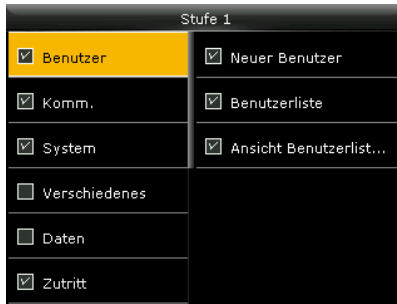 Stufe 1
Benutzer
Komm.
System
Verschiedenes
Daten
Zutritt
Neuer Benutzer
Benutzerliste
Ansicht Benutzerlist...